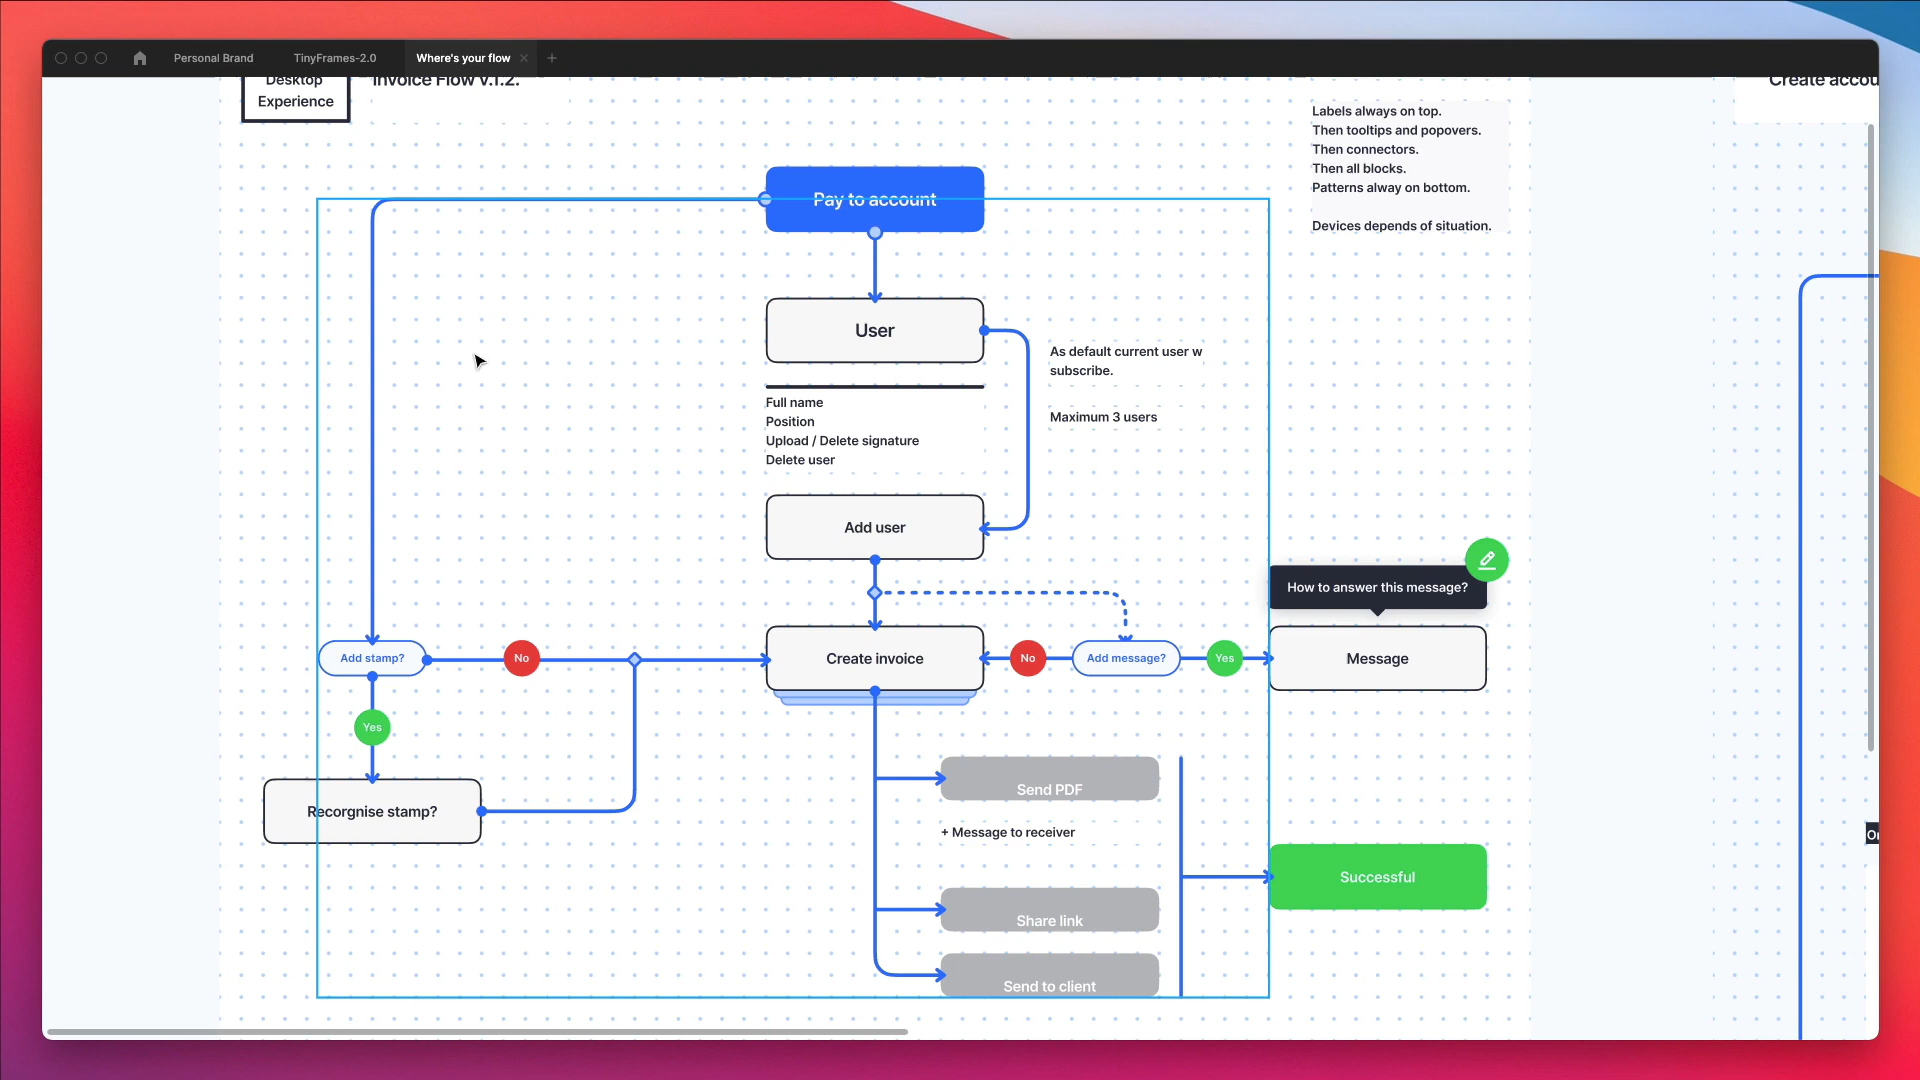 Personal Brand
TinyFrames-2.0
Where's your flow
Desktop
Experience
Invoice Flow v.1.2.
Create accou
Labels always on top.
Then tooltips and popovers.
Then connectors.
Then all blocks.
Patterns alway on bottom.
Devices depends of situation.
Pay to account
User
As default current user w
subscribe.
Maximum 3 users
Full name
Position
Upload / Delete signature
Delete user
Add user
How to answer this message?
Add stamp?
No
Create invoice
No
Add message?
Yes
Message
Yes
Recorgnise stamp?
Send PDF
+ Message to receiver
Or
Successful
Share link
Send to client